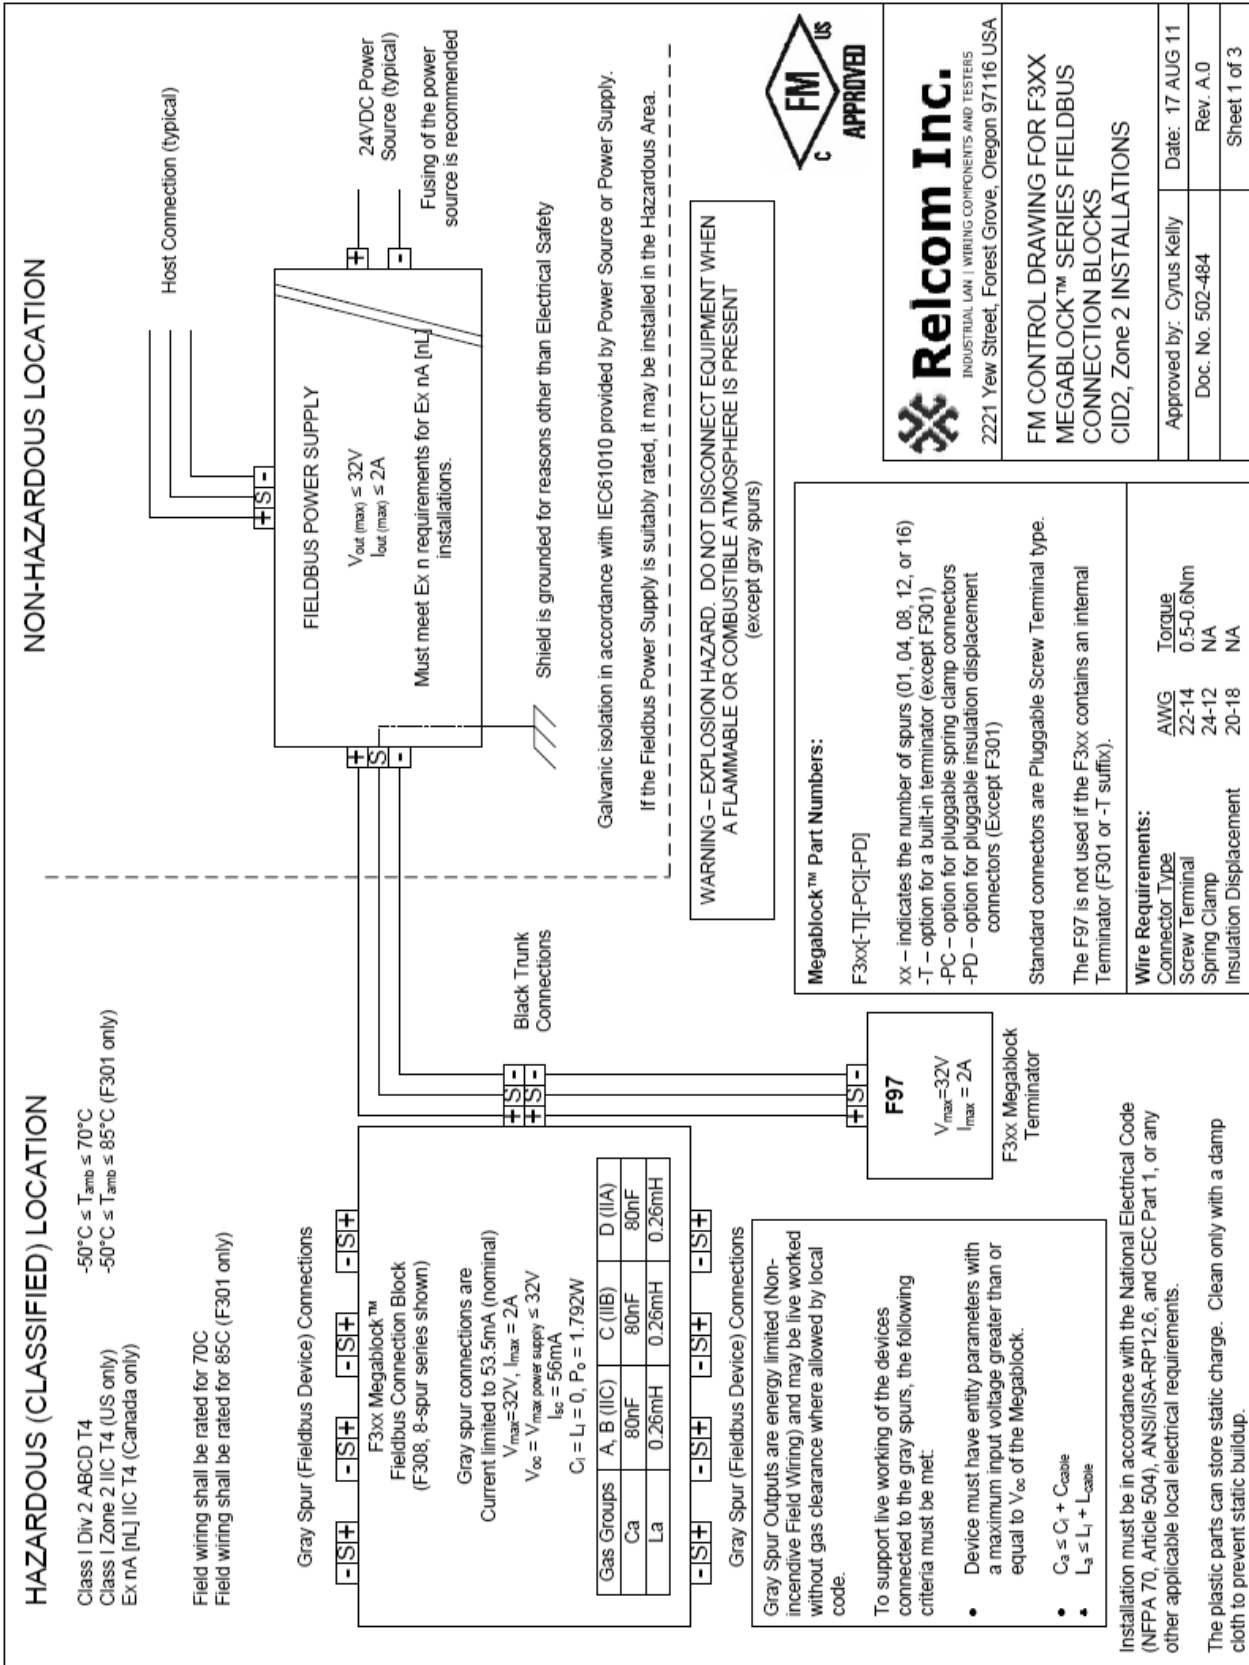 HAZARDOUS (CLASSIFIED) LOCATION
NON-HAZARDOUS LOCATION
Class I Div 2 ABCD T4
-50°C ≤ Tamb ≤ 70°C
Class I Zone 2 IIC T4 (US only)
-50°C ≤ Tamb ≤ 85°C (F301 only)
Ex nA [nL] IIC T4 (Canada only)
Field wiring shall be rated for 70C
Field wiring shall be rated for 85C (F301 only)
Gray Spur (Fieldbus Device) Connections
- S +
- S +
- S +
- S +
F3xx Megablock™
Fieldbus Connection Block
(F308, 8-spur series shown)
Gray spur connections are
Current limited to 53.5mA (nominal)
Vmax=32V, Imax = 2A
Voc = Vmax power supply ≤ 32V
Isc = 56mA
Ci = Li = 0, Po = 1.792W
Gas Groups A, B (IIC) C (IIB) D (IIA)
Ca 80nF 80nF 80nF
La 0.26mH 0.26mH 0.26mH
- S +
- S +
- S +
- S +
Gray Spur (Fieldbus Device) Connections
+ S -
+ S -
Black Trunk
Connections
Host Connection (typical)
+ S -
FIELDBUS POWER SUPPLY
Vout (max) ≤ 32V
Iout (max) ≤ 2A
Must meet Ex n requirements for Ex nA [nL]
installations.
+
S
-
+
-
24VDC Power
Source (typical)
Fusing of the power
source is recommended
Shield is grounded for reasons other than Electrical Safety
Galvanic isolation in accordance with IEC61010 provided by Power Source or Power Supply.
If the Fieldbus Power Supply is suitably rated, it may be installed in the Hazardous Area.
WARNING – EXPLOSION HAZARD. DO NOT DISCONNECT EQUIPMENT WHEN
A FLAMMABLE OR COMBUSTIBLE ATMOSPHERE IS PRESENT
(except gray spurs)
Gray Spur Outputs are energy limited (Non-
incendive Field Wiring) and may be live worked
without gas clearance where allowed by local
code.
To support live working of the devices
connected to the gray spurs, the following
criteria must be met:
• Device must have entity parameters with
a maximum input voltage greater than or
equal to Voc of the Megablock.
• Ca ≤ Ci + Ccable
• La ≤ Li + Lcable
+ S -
F97
Vmax=32V
Imax = 2A
F3xx Megablock
Terminator
Installation must be in accordance with the National Electrical Code
(NFPA 70, Article 504), ANSI/ISA-RP12.6, and CEC Part 1, or any
other applicable local electrical requirements.
The plastic parts can store static charge. Clean only with a damp
cloth to prevent static buildup.
Megablock™ Part Numbers:
F3xx[-T][-PC][-PD]
xx – indicates the number of spurs (01, 04, 08, 12, or 16)
-T – option for a built-in terminator (except F301)
-PC – option for pluggable spring clamp connectors
-PD – option for pluggable insulation displacement
connectors (Except F301)
Standard connectors are Pluggable Screw Terminal type.
The F97 is not used if the F3xx contains an internal
Terminator (F301 or -T suffix).
Wire Requirements:
Connector Type AWG Torque
Screw Terminal 22-14 0.5-0.6Nm
Spring Clamp 24-12 NA
Insulation Displacement 20-18 NA
C FM US
APPROVED
Relcom Inc.
INDUSTRIAL LAN | WIRING COMPONENTS AND TESTERS
2221 Yew Street, Forest Grove, Oregon 97116 USA
FM CONTROL DRAWING FOR F3XX
MEGABLOCK™ SERIES FIELDBUS
CONNECTION BLOCKS
CID2, Zone 2 INSTALLATIONS
Approved by: Cyrus Kelly Date: 17 AUG 11
Doc. No. 502-484 Rev. A.0
Sheet 1 of 3